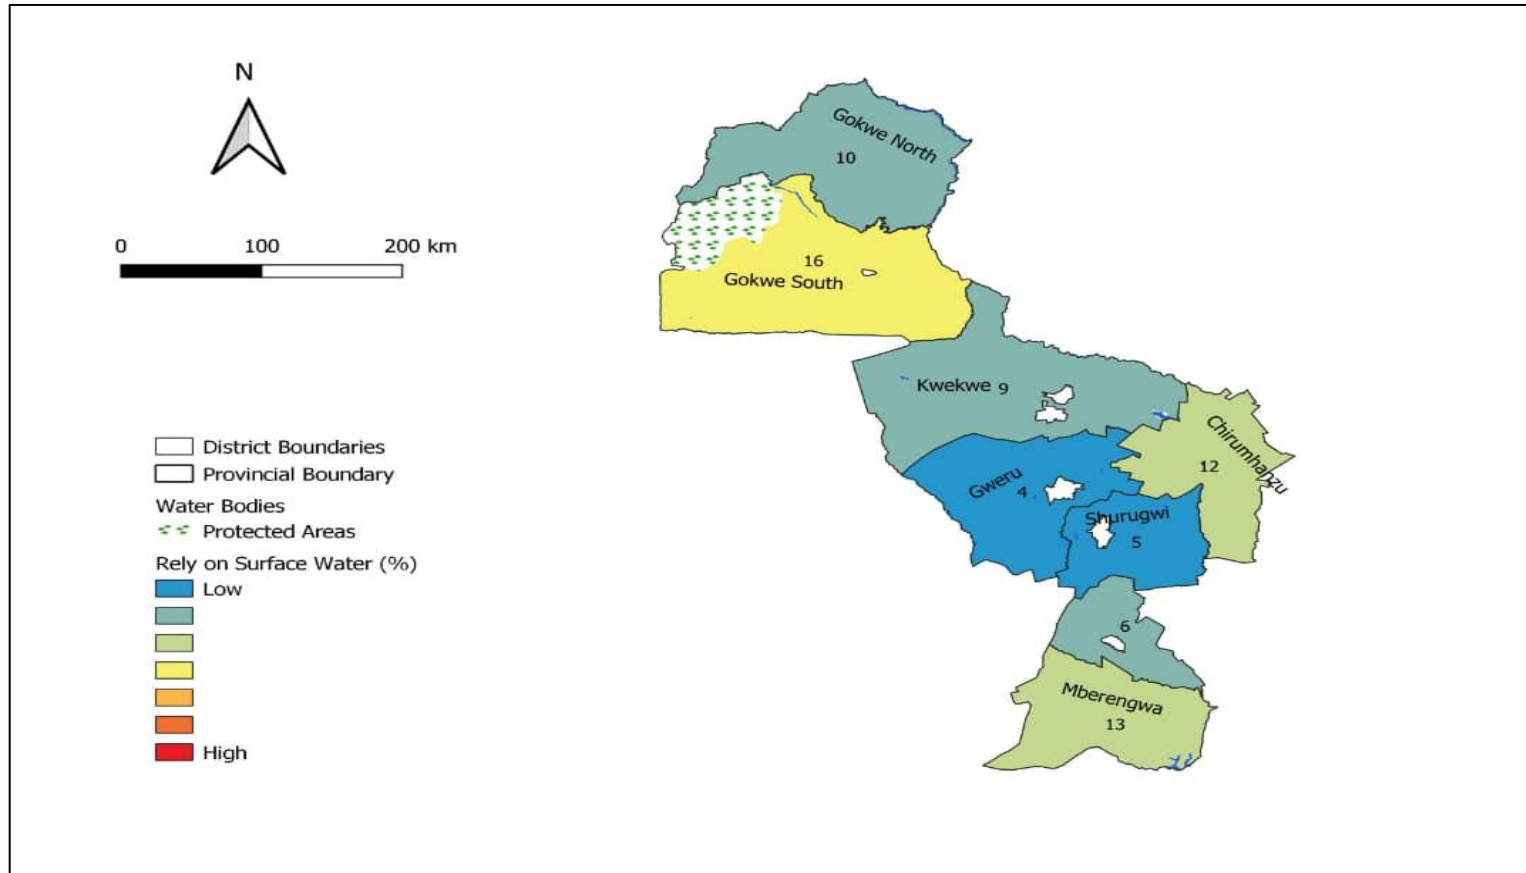 N
0 100 200 km
District Boundaries
Provincial Boundary
Water Bodies
Protected Areas
Rely on Surface Water (%)
Low
High
Gokwe North
10
16
Gokwe South
Kwekwe 9
Chirumhanzu
12
Gweru
4
Shurugwi
5
6
Mberengwa
13